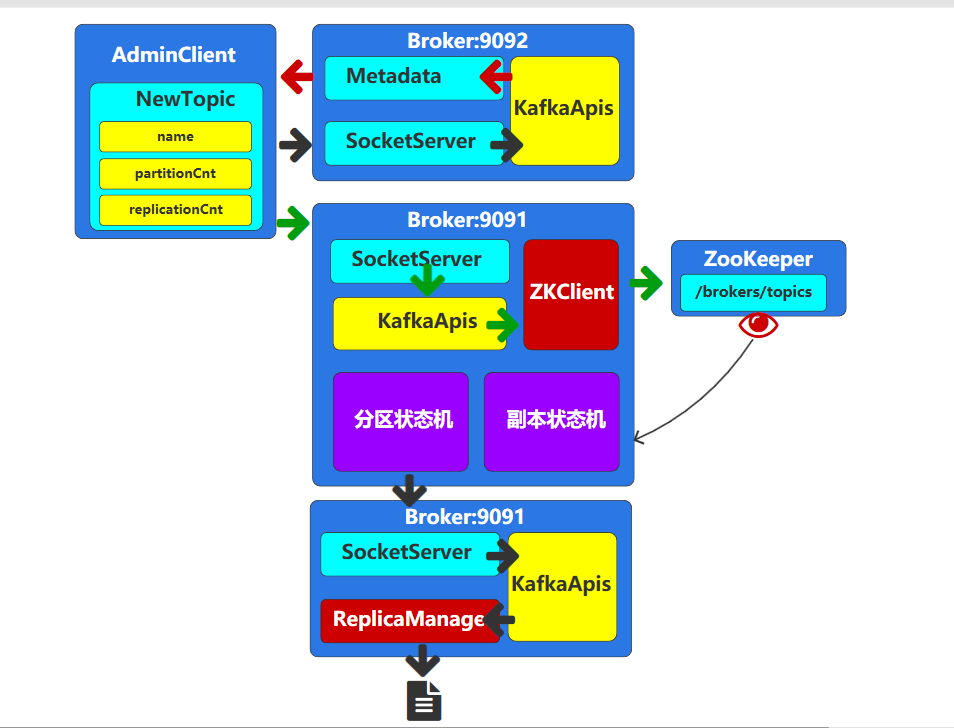 AdminClient
NewTopic
name
partitionCnt
replicationCnt
Broker:9092
Metadata
SocketServer
KafkaApis
Broker:9091
SocketServer
KafkaApis
ZKClient
分区状态机
副本状态机
ZooKeeper
/brokers/topics
Broker:9091
SocketServer
KafkaApis
ReplicaManage